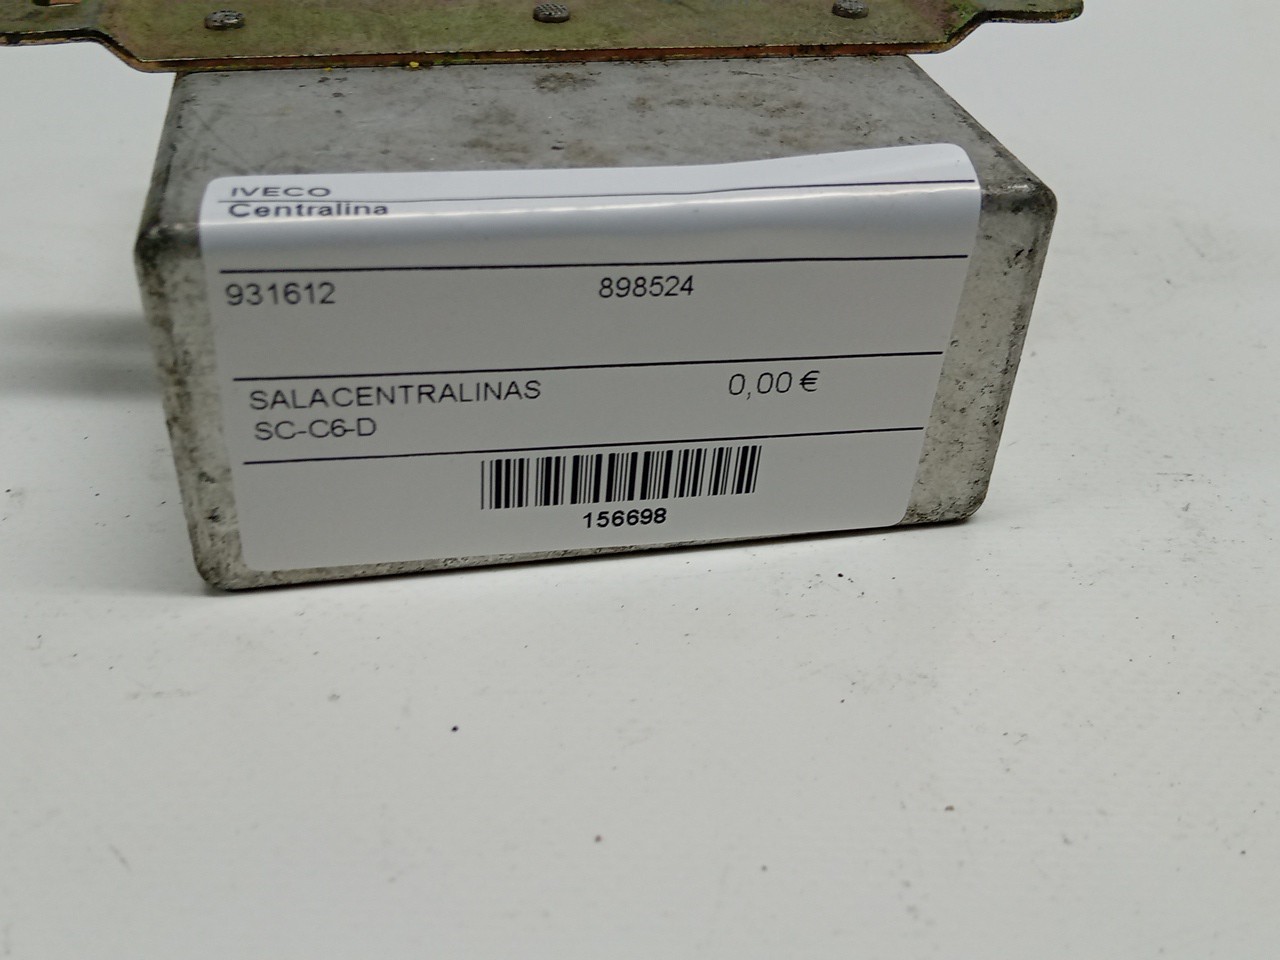 IVECO
Centralina
931612 898524
SALACENTRALINAS 0,00 €
SC-C6-D
156698